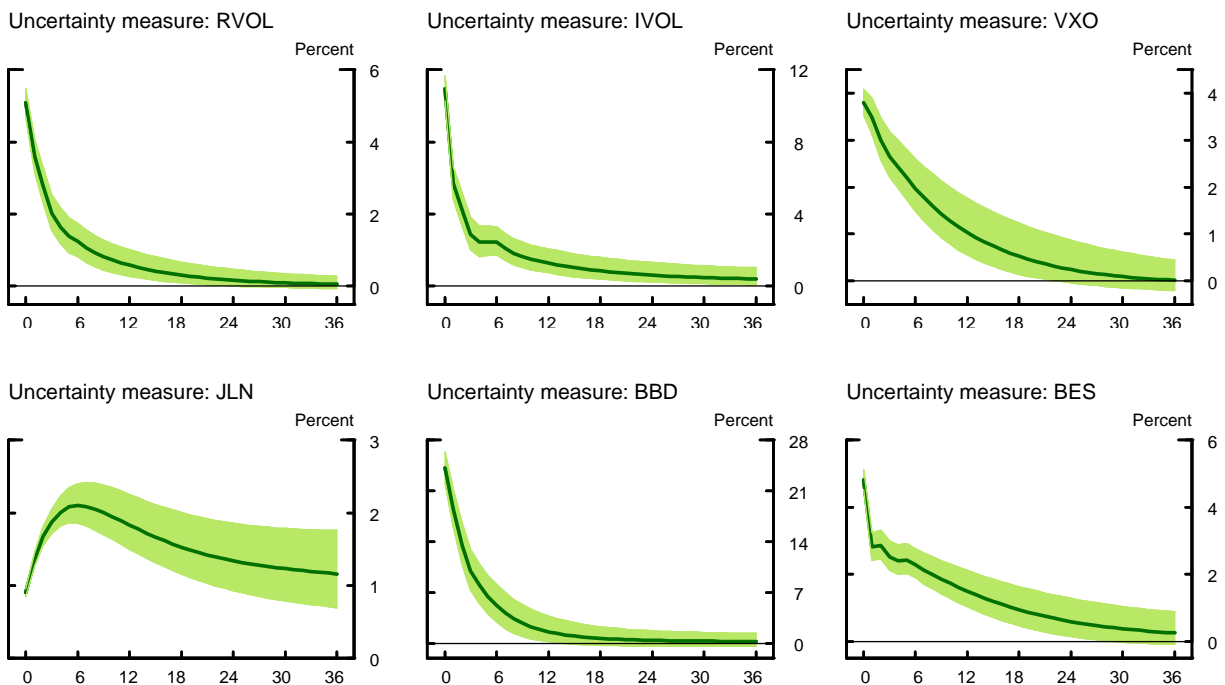 Uncertainty measure: RVOL
Percent
6
4
2
0
0 6 12 18 24 30 36
Uncertainty measure: IVOL
Percent
12
8
4
0
0 6 12 18 24 30 36
Uncertainty measure: VXO
Percent
4
3
2
1
0
0 6 12 18 24 30 36
Uncertainty measure: JLN
Percent
3
2
1
0
0 6 12 18 24 30 36
Uncertainty measure: BBD
Percent
28
21
14
7
0
0 6 12 18 24 30 36
Uncertainty measure: BES
Percent
6
4
2
0
0 6 12 18 24 30 36